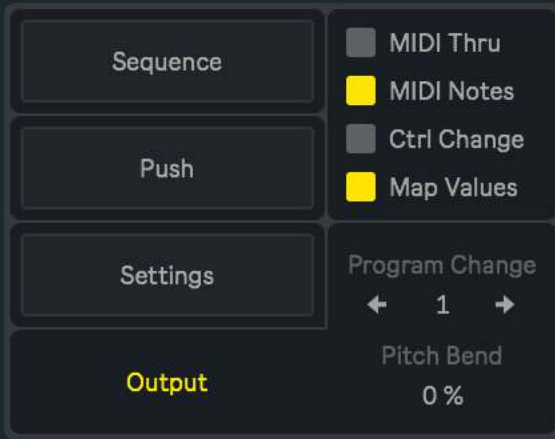 Sequence
Push
Settings
Output
MIDI Thru
MIDI Notes
Ctrl Change
Map Values
Program Change
1
Pitch Bend
0 %